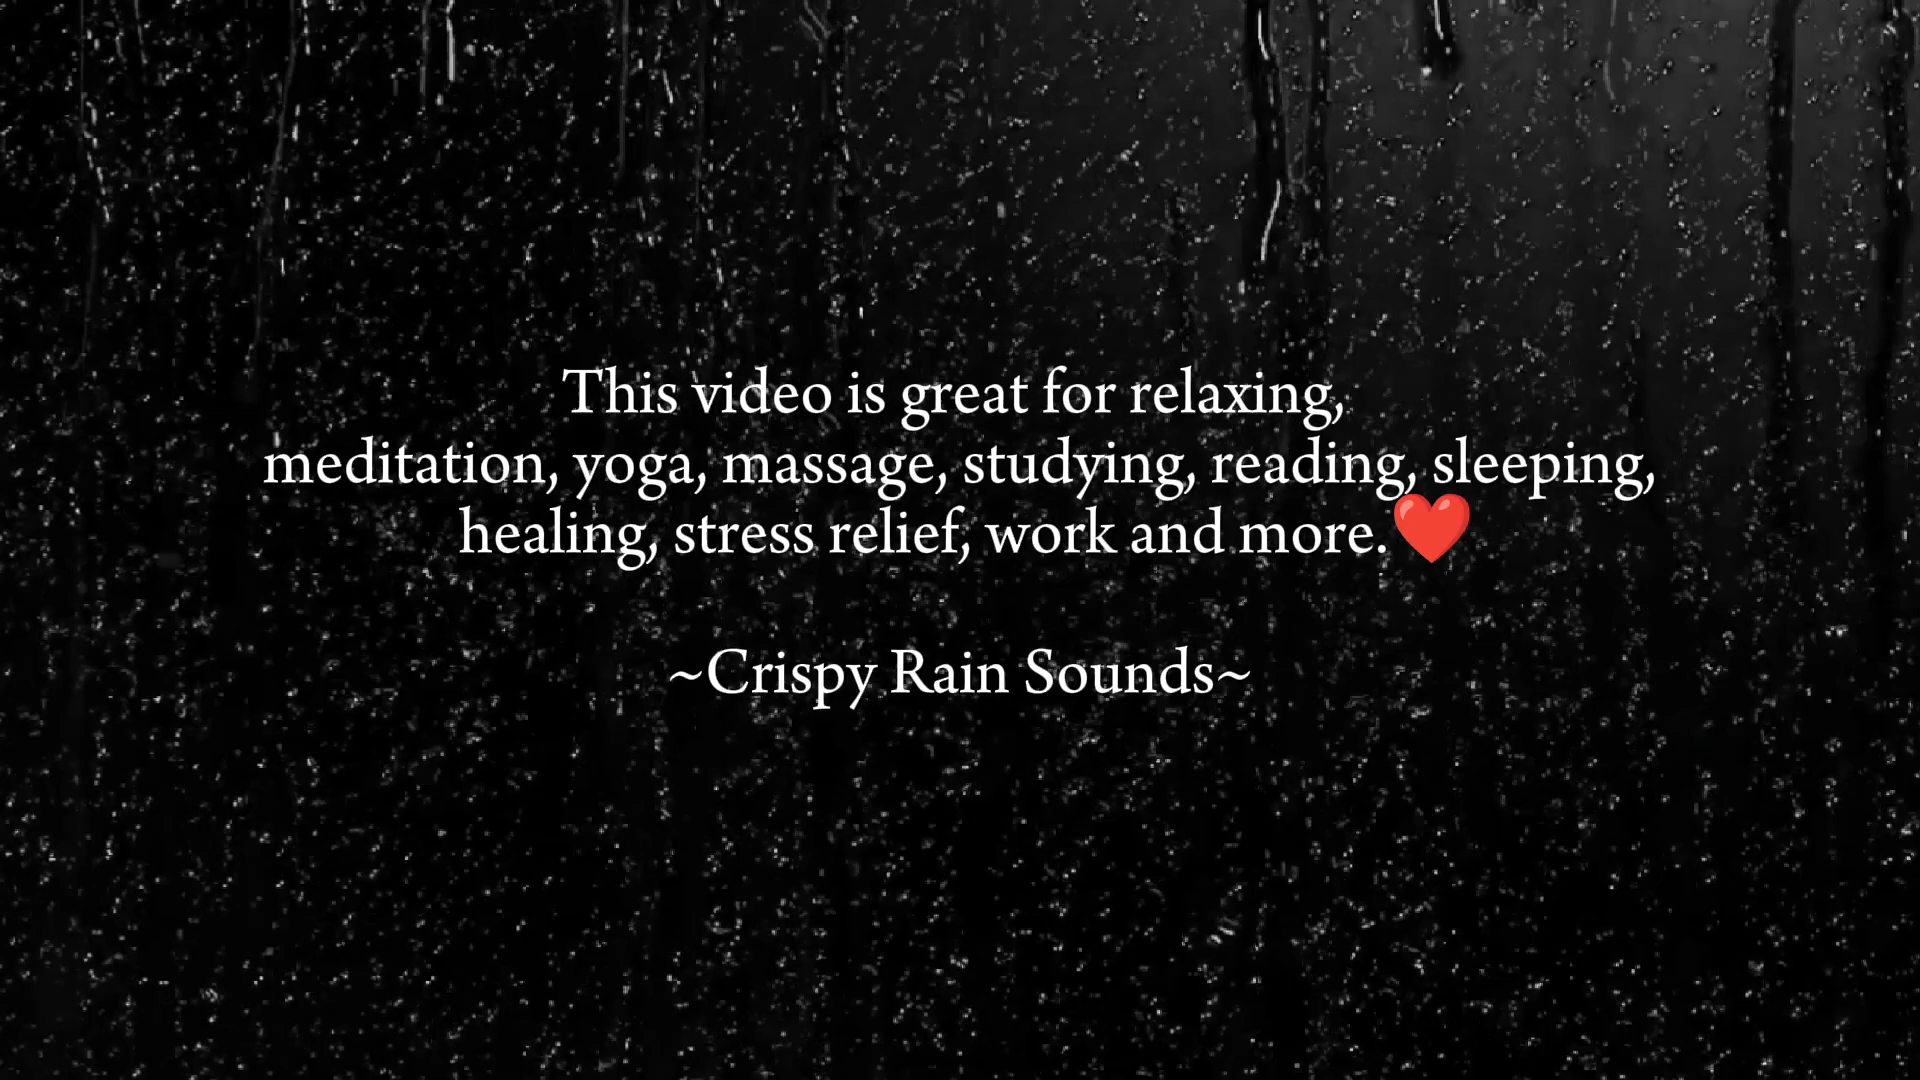 This video is great for relaxing,
meditation, yoga, massage, studying, reading, sleeping,
healing, stress relief, work and more.❤️
~Crispy Rain Sounds~